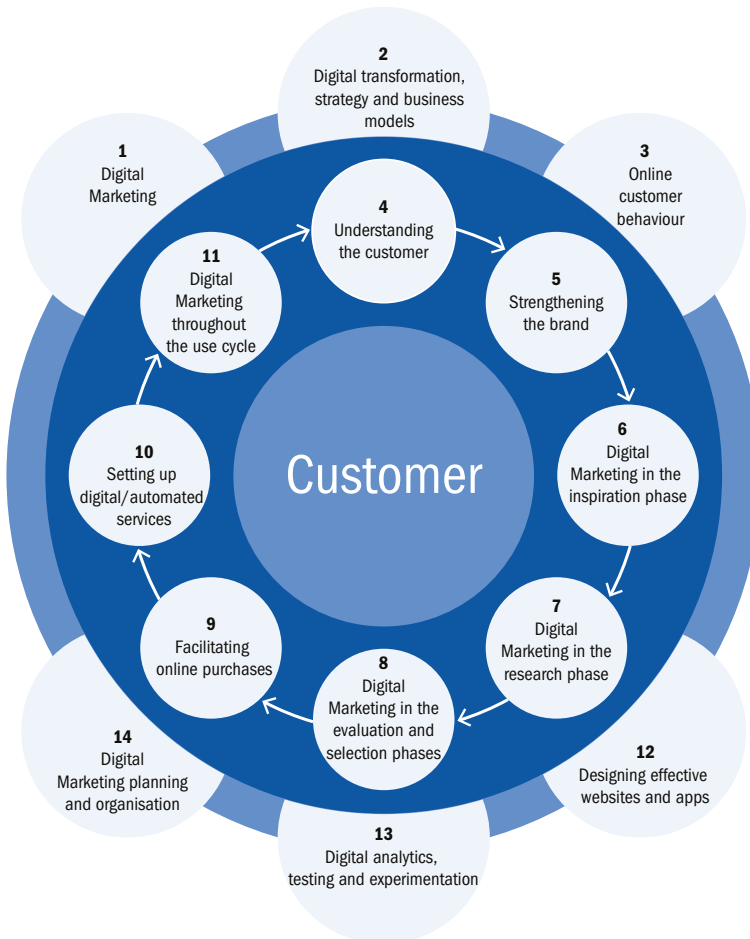 2
Digital transformation,
strategy and business
models
1
Digital
Marketing
3
Online
customer
behaviour
4
Understanding
the customer
11
Digital
Marketing
throughout
the use cycle
5
Strengthening
the brand
10
Setting up
digital/automated
services
Customer
6
Digital
Marketing in the
inspiration phase
9
Facilitating
online purchases
7
Digital
Marketing in the
research phase
8
Digital
Marketing in the
evaluation and
selection phases
14
Digital
Marketing planning
and organisation
12
Designing effective
websites and apps
13
Digital analytics,
testing and experimentation